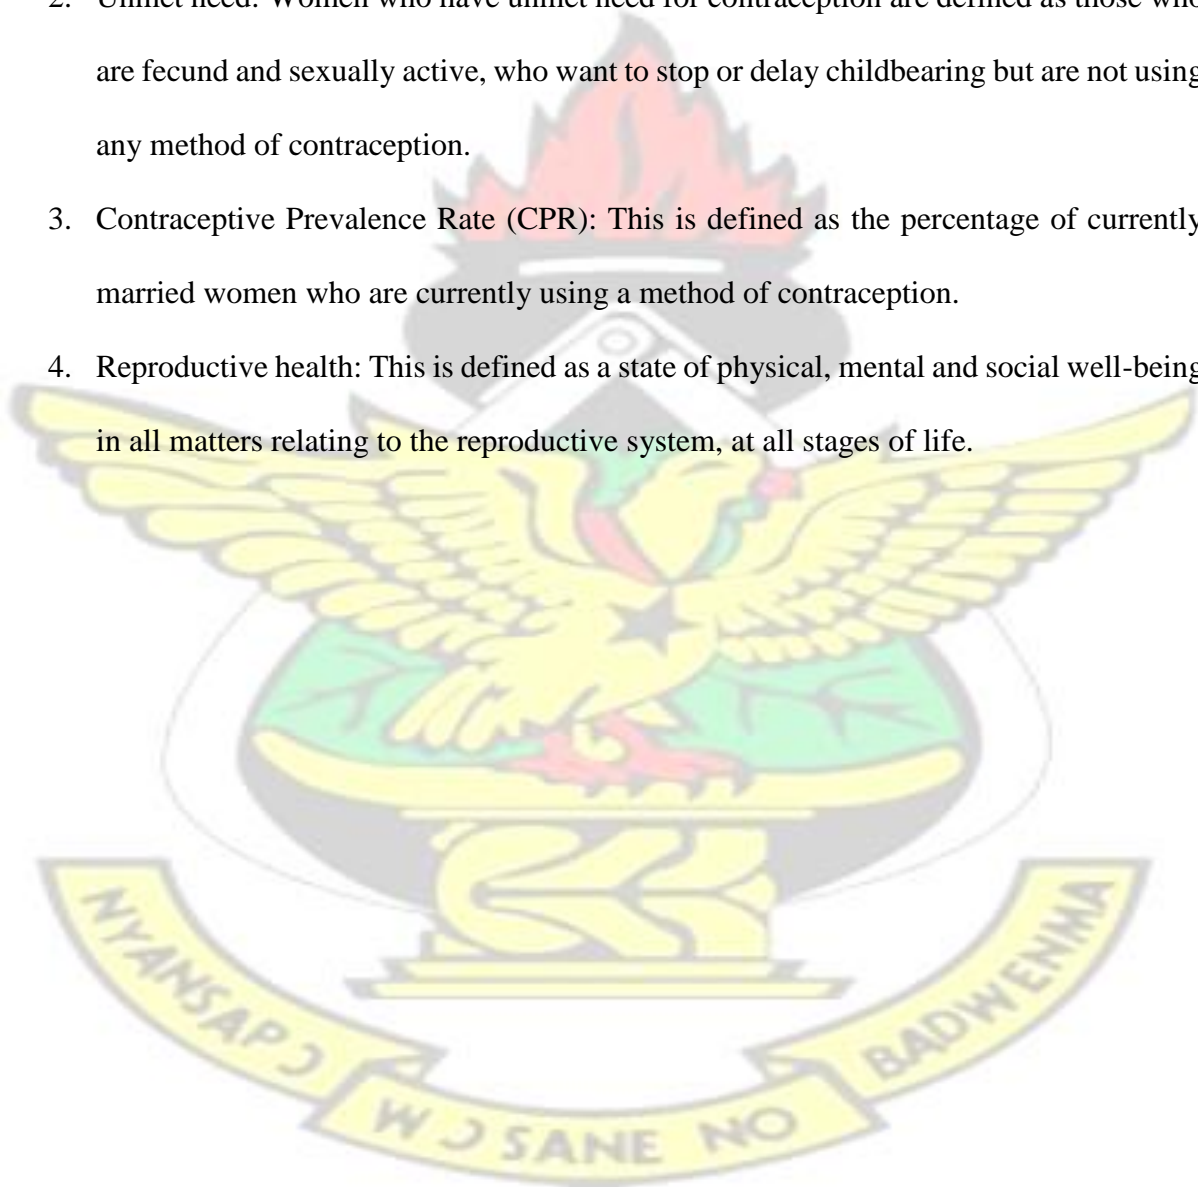 2. Unmet need: Women who have unmet need for contraception are defined as those who
are fecund and sexually active, who want to stop or delay childbearing but are not using
any method of contraception.
3. Contraceptive Prevalence Rate (CPR): This is defined as the percentage of currently
married women who are currently using a method of contraception.
4. Reproductive health: This is defined as a state of physical, mental and social well-being
in all matters relating to the reproductive system, at all stages of life.
NYANSAPƆ
WƆSANE NO
BADWENMA